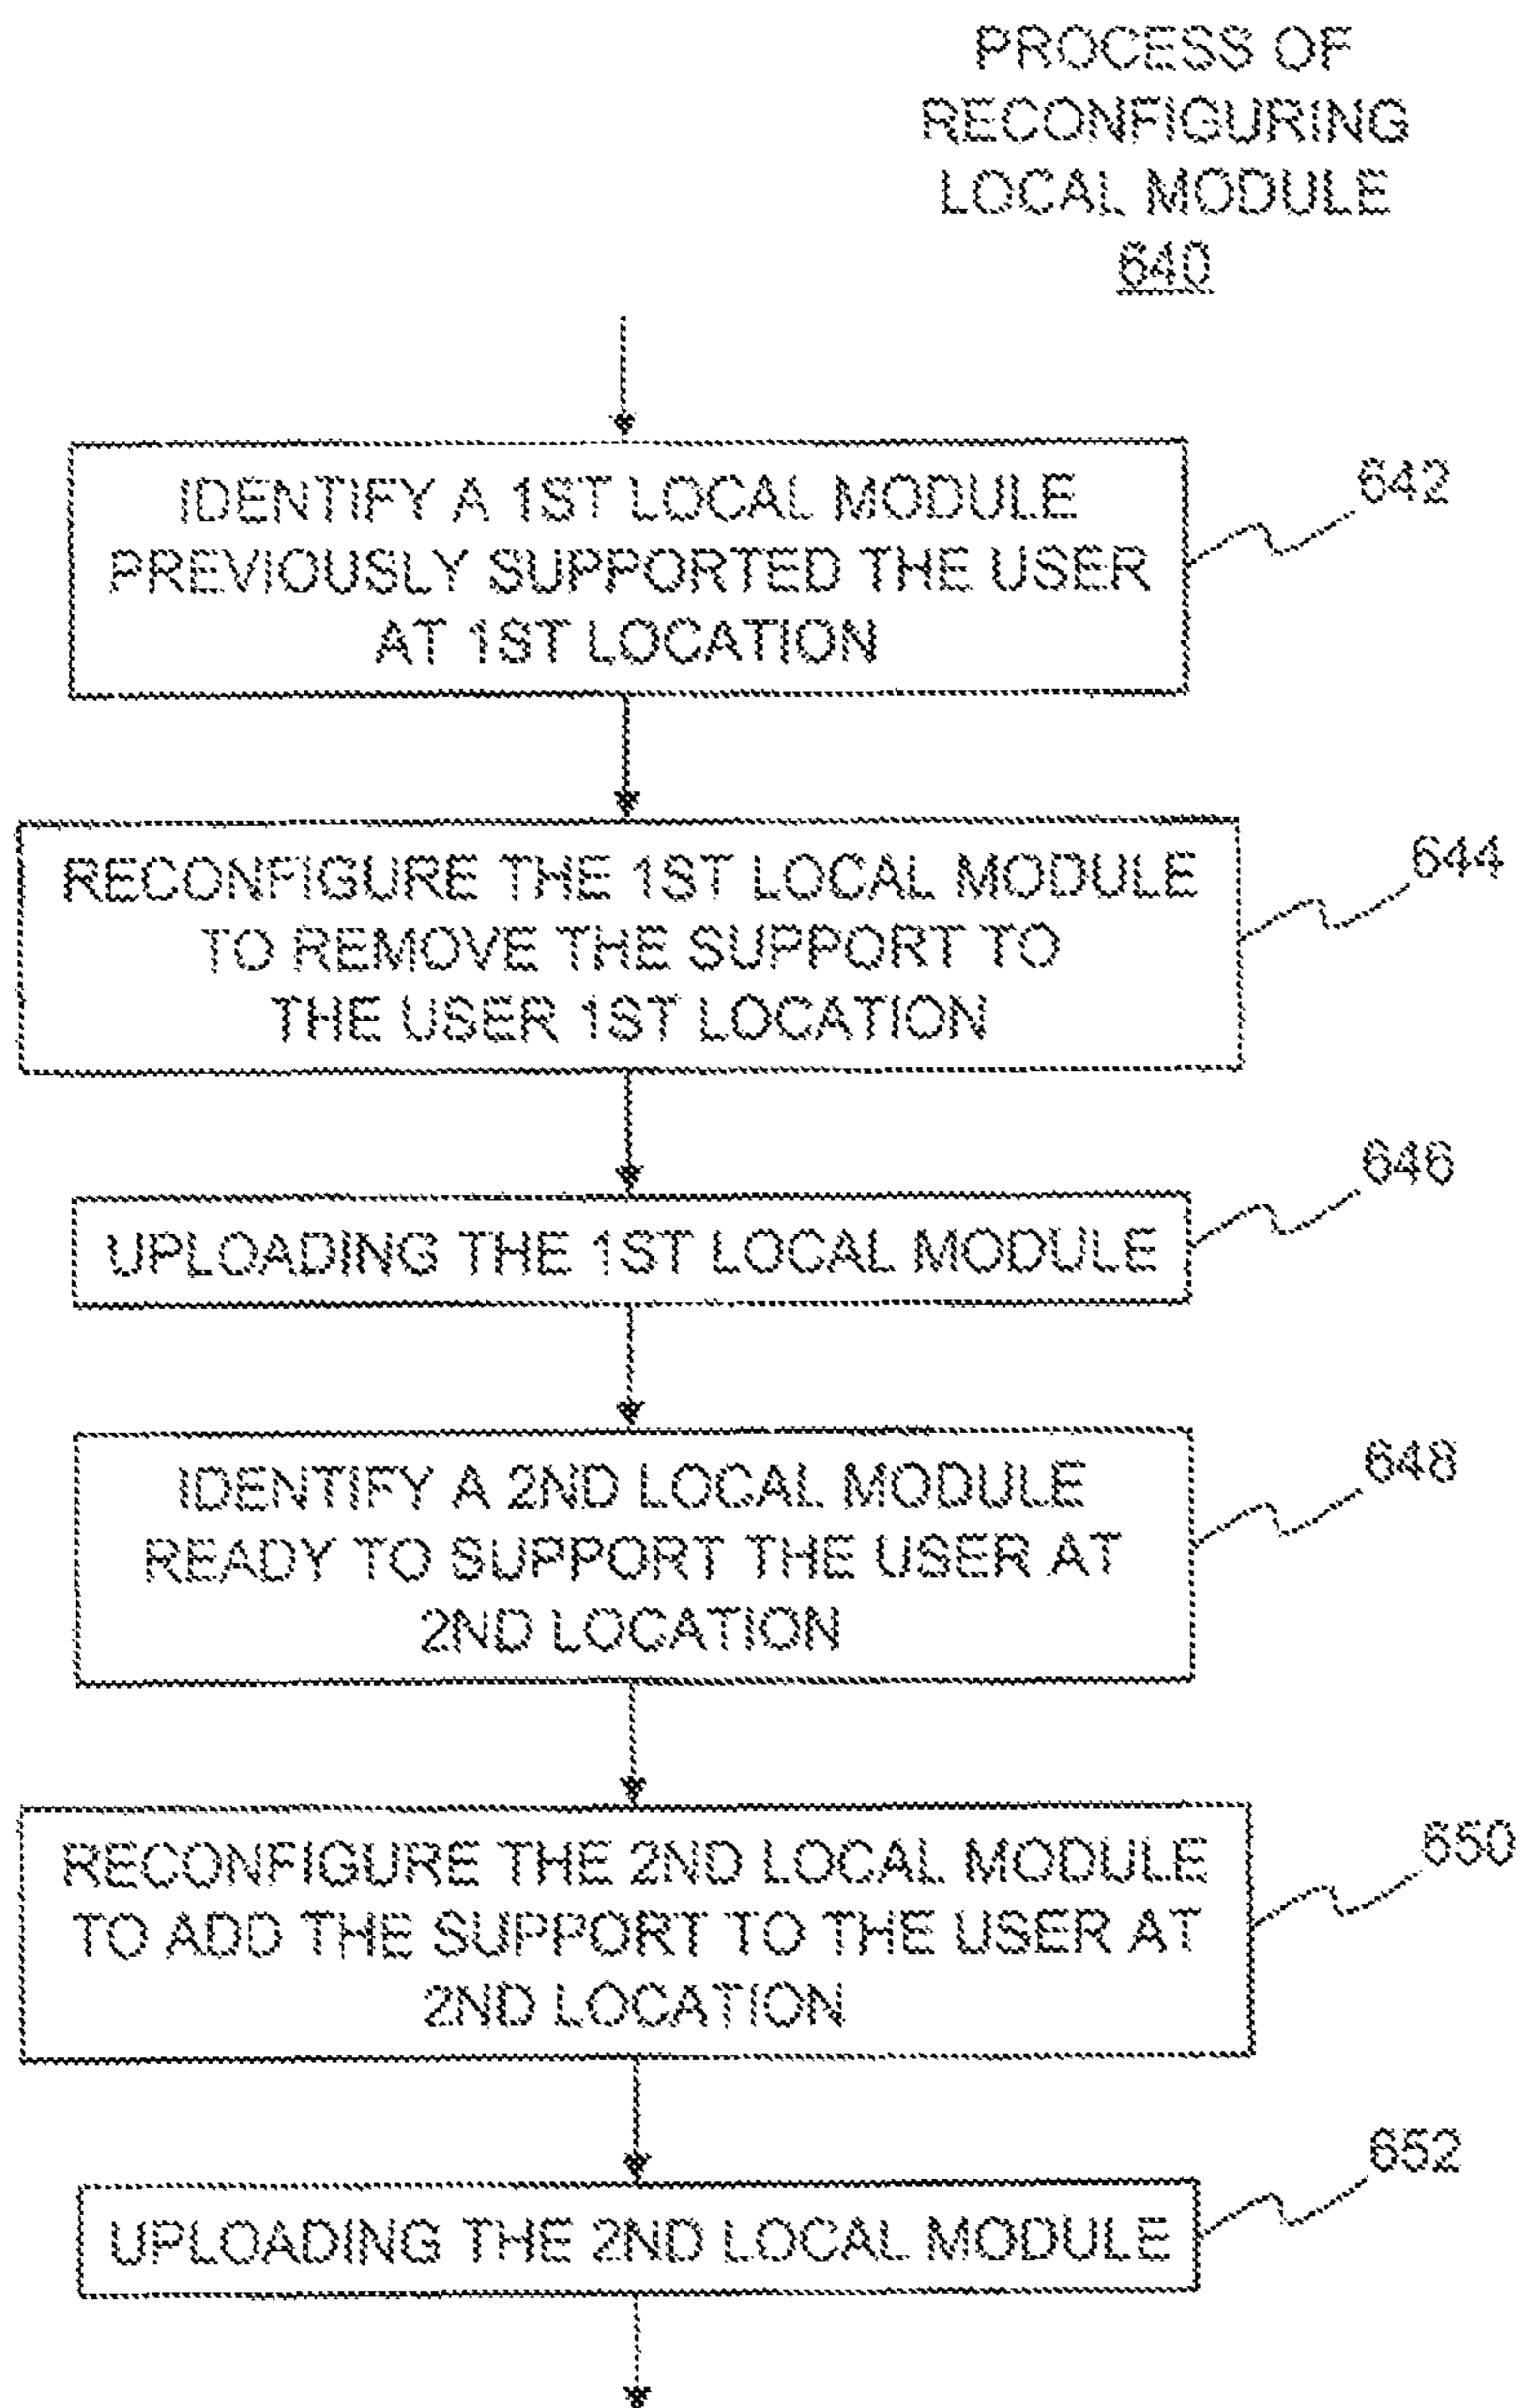 PROCESS OF
RECONFIGURING
LOCAL MODULE
640
IDENTIFY A 1ST LOCAL MODULE
PREVIOUSLY SUPPORTED THE USER
AT 1ST LOCATION
642
RECONFIGURE THE 1ST LOCAL MODULE
TO REMOVE THE SUPPORT TO
THE USER 1ST LOCATION
644
UPLOADING THE 1ST LOCAL MODULE
646
IDENTIFY A 2ND LOCAL MODULE
READY TO SUPPORT THE USER AT
2ND LOCATION
648
RECONFIGURE THE 2ND LOCAL MODULE
TO ADD THE SUPPORT TO THE USER AT
2ND LOCATION
650
UPLOADING THE 2ND LOCAL MODULE
652